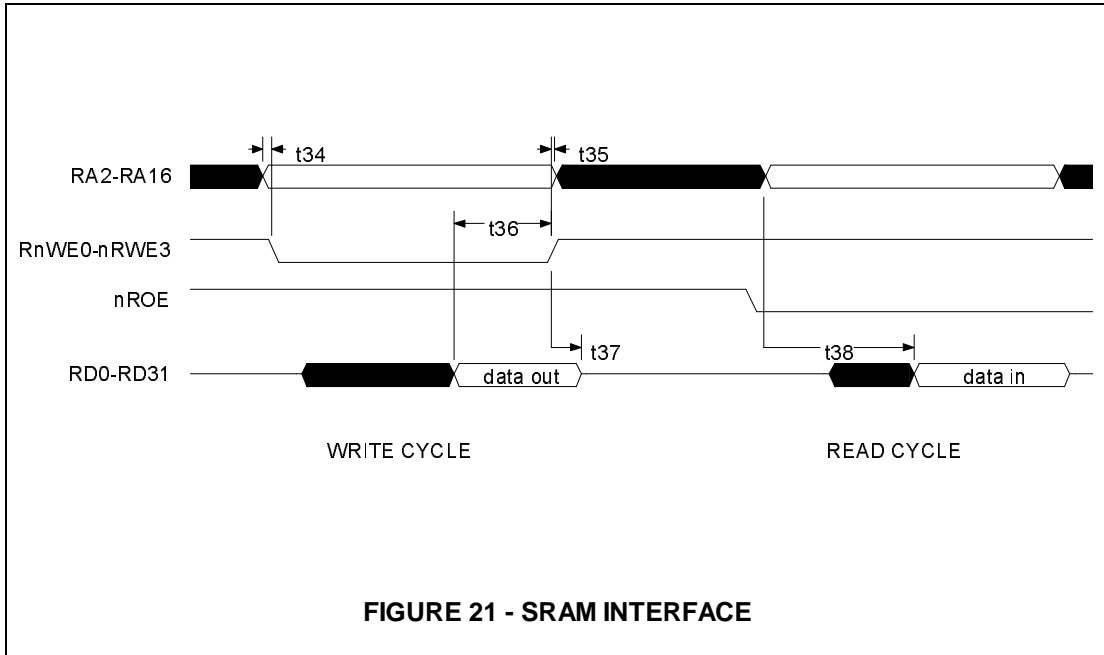 t34
t35
RA2-RA16
t36
RnWE0-nRWE3
nROE
t37
t38
RD0-RD31
data out
data in
WRITE CYCLE
READ CYCLE
FIGURE 21 - SRAM INTERFACE